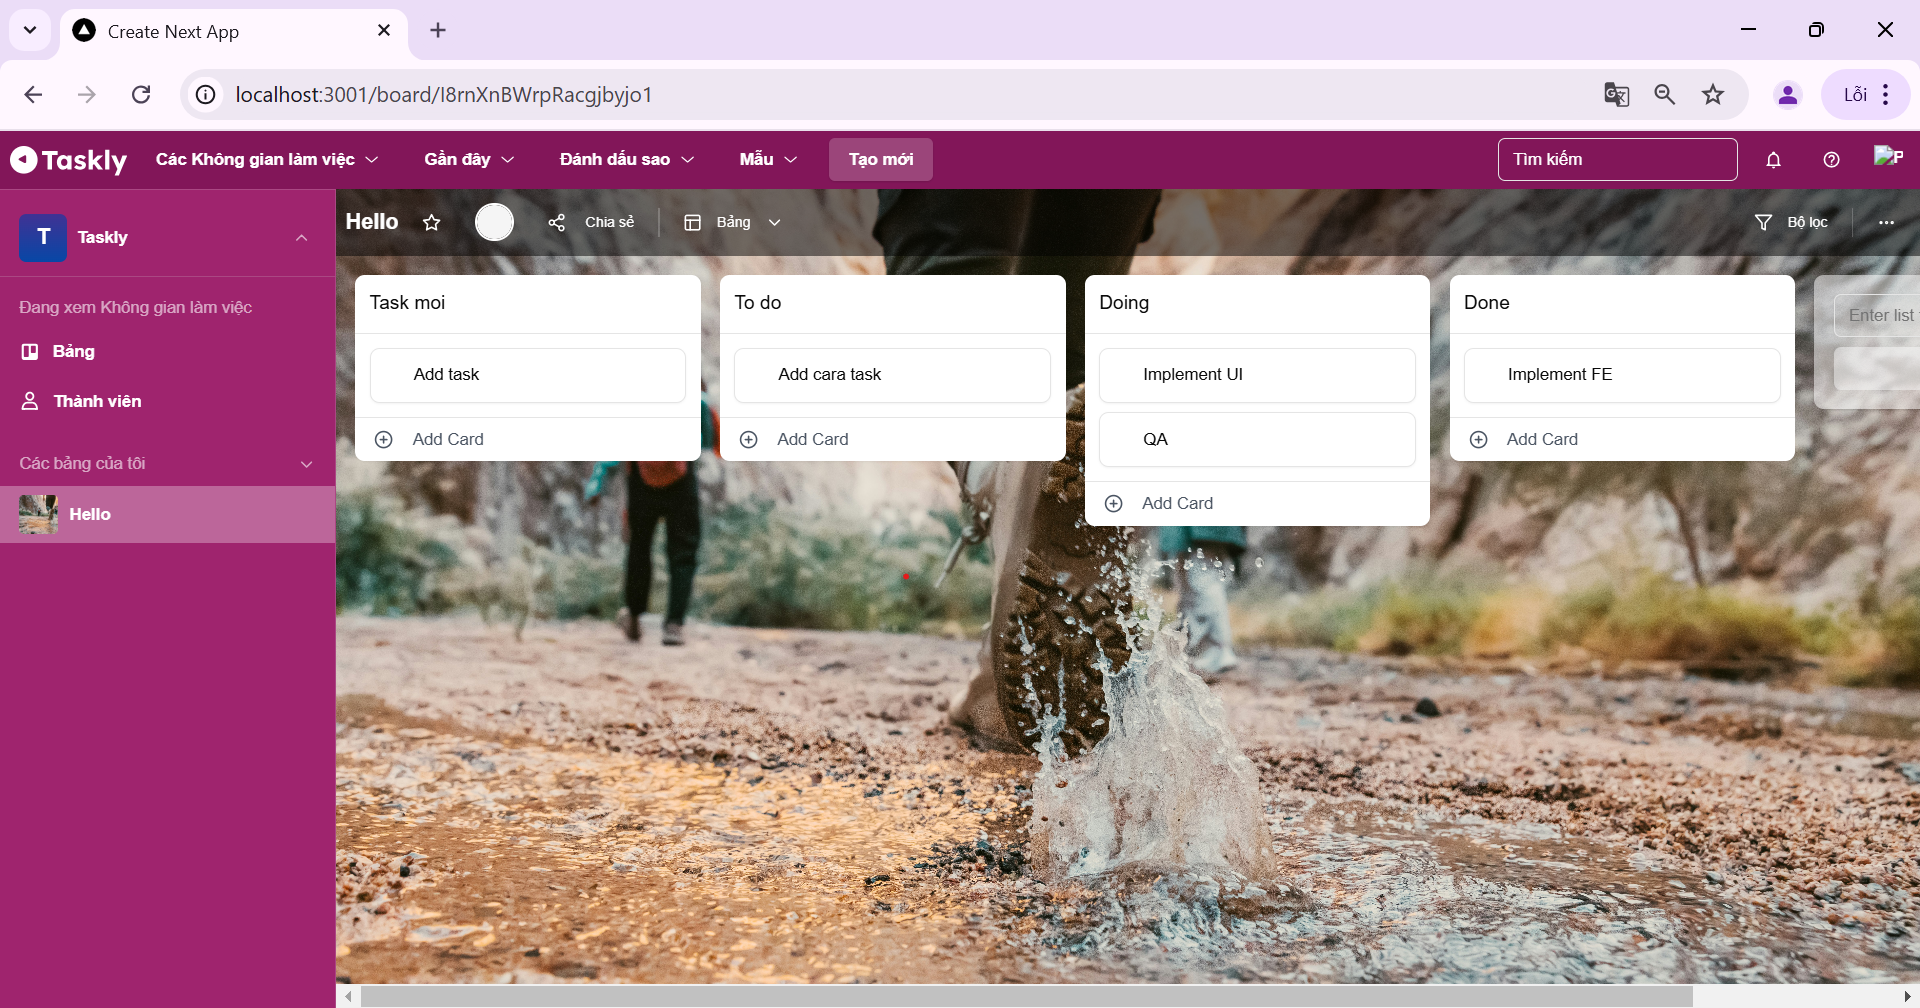 Create Next App
localhost:3001/board/I8rnXnBWrpRacgjbyjo1
Lỗi
Taskly
Các Không gian làm việc
Gần đây
Đánh dấu sao
Mẫu
Tạo mới
Tìm kiếm
T
Taskly
Đang xem Không gian làm việc
Bảng
Thành viên
Các bảng của tôi
Hello
Hello
Chia sẻ
Bảng
Bộ lọc
Task moi
Add task
Add Card
To do
Add cara task
Add Card
Doing
Implement UI
QA
Add Card
Done
Implement FE
Add Card
Enter list